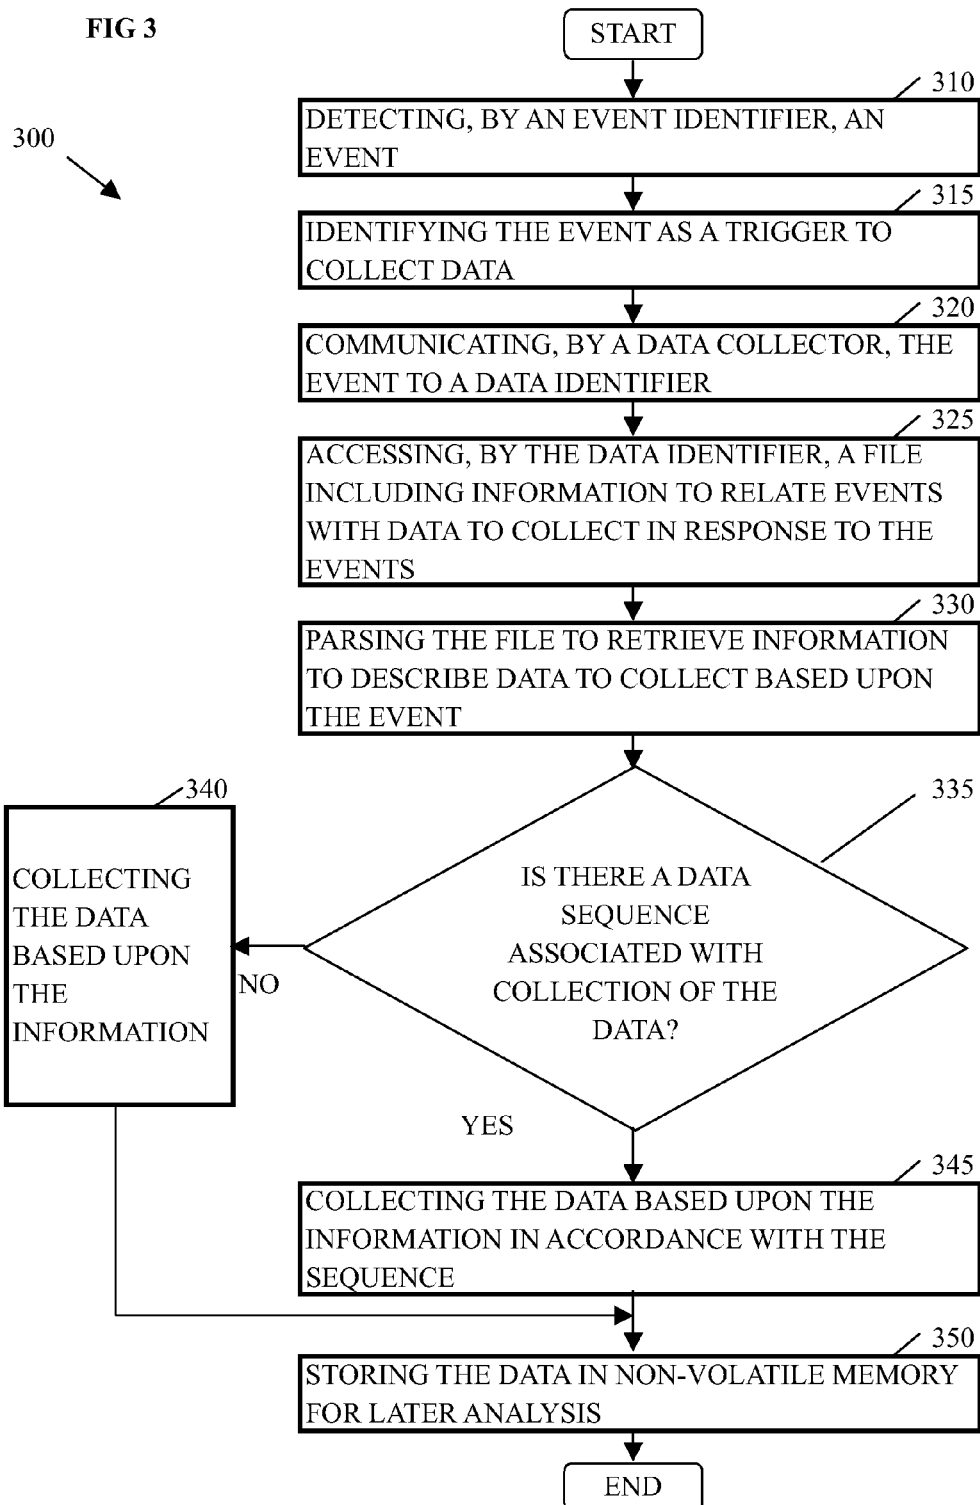 FIG 3
START
300
310
DETECTING, BY AN EVENT IDENTIFIER, AN
EVENT
315
IDENTIFYING THE EVENT AS A TRIGGER TO
COLLECT DATA
320
COMMUNICATING, BY A DATA COLLECTOR, THE
EVENT TO A DATA IDENTIFIER
325
ACCESSING, BY THE DATA IDENTIFIER, A FILE
INCLUDING INFORMATION TO RELATE EVENTS
WITH DATA TO COLLECT IN RESPONSE TO THE
EVENTS
330
PARSING THE FILE TO RETRIEVE INFORMATION
TO DESCRIBE DATA TO COLLECT BASED UPON
THE EVENT
335
IS THERE A DATA
SEQUENCE
ASSOCIATED WITH
COLLECTION OF THE
DATA?
NO
340
COLLECTING
THE DATA
BASED UPON
THE
INFORMATION
YES
345
COLLECTING THE DATA BASED UPON THE
INFORMATION IN ACCORDANCE WITH THE
SEQUENCE
350
STORING THE DATA IN NON-VOLATILE MEMORY
FOR LATER ANALYSIS
END